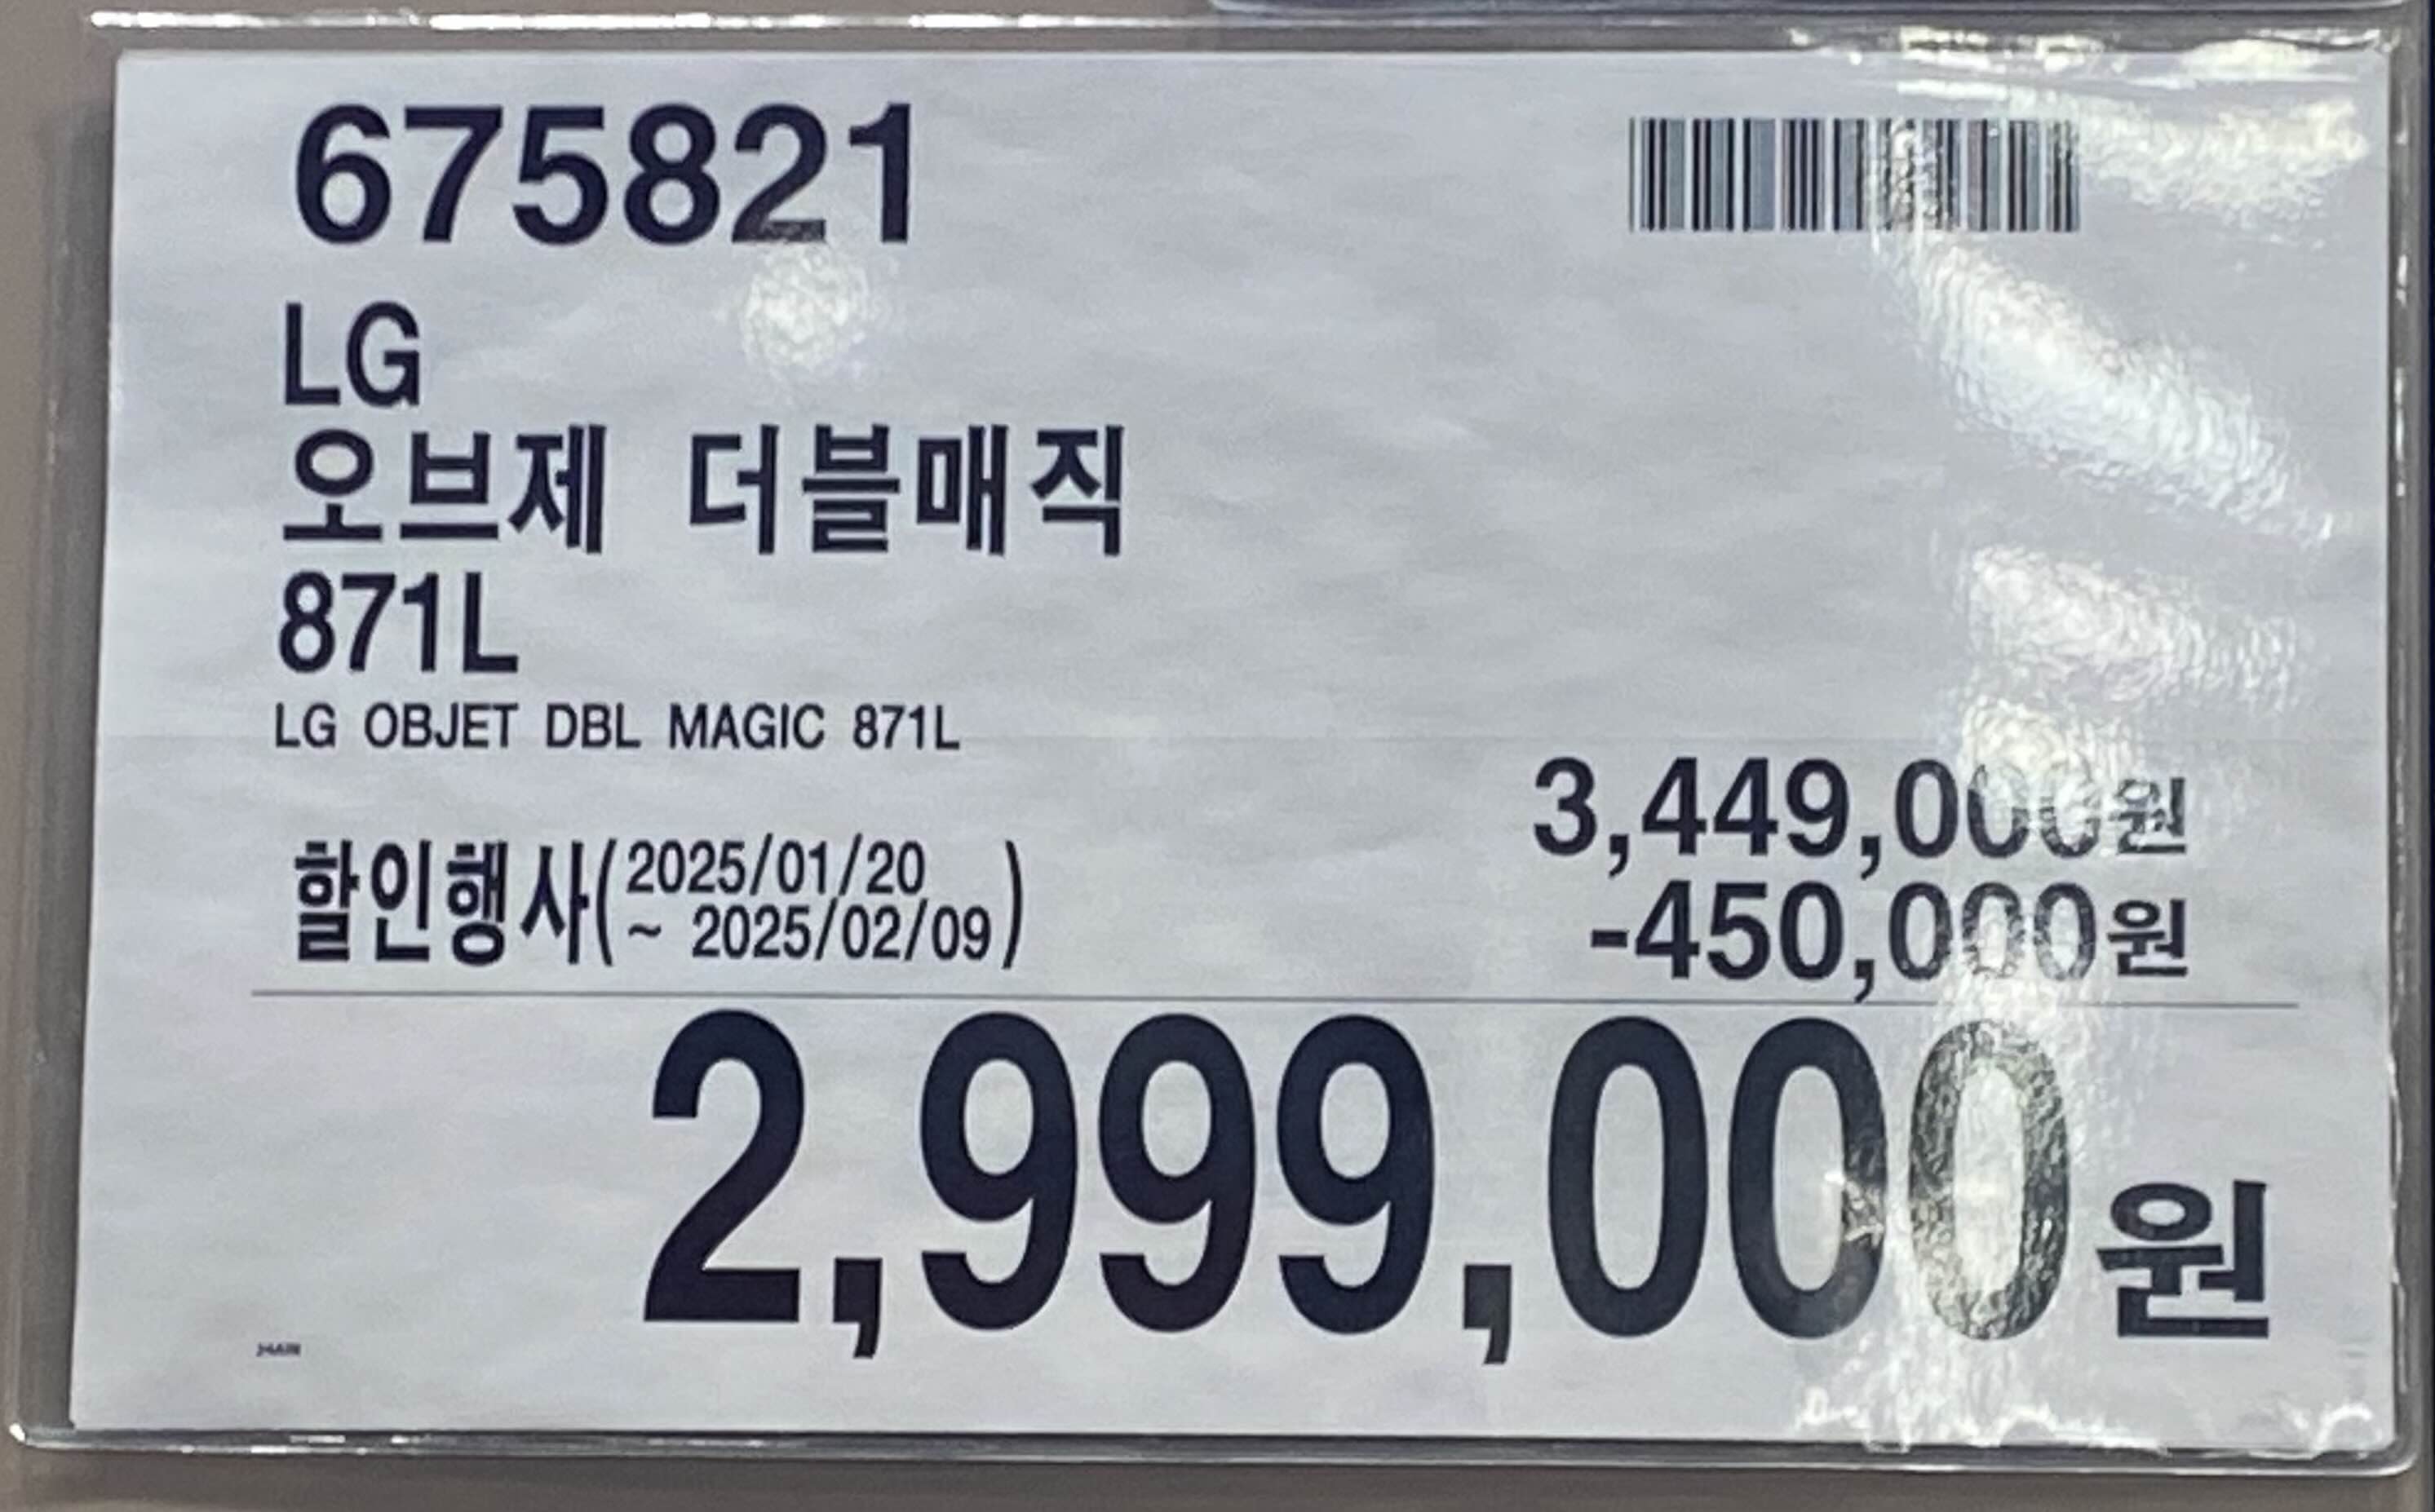 675821
LG
오브제 더블매직
871L
LG OBJET DBL MAGIC 871L
3,449,000원
할인행사(2025/01/20
~ 2025/02/09)
-450,000원
2,999,000원